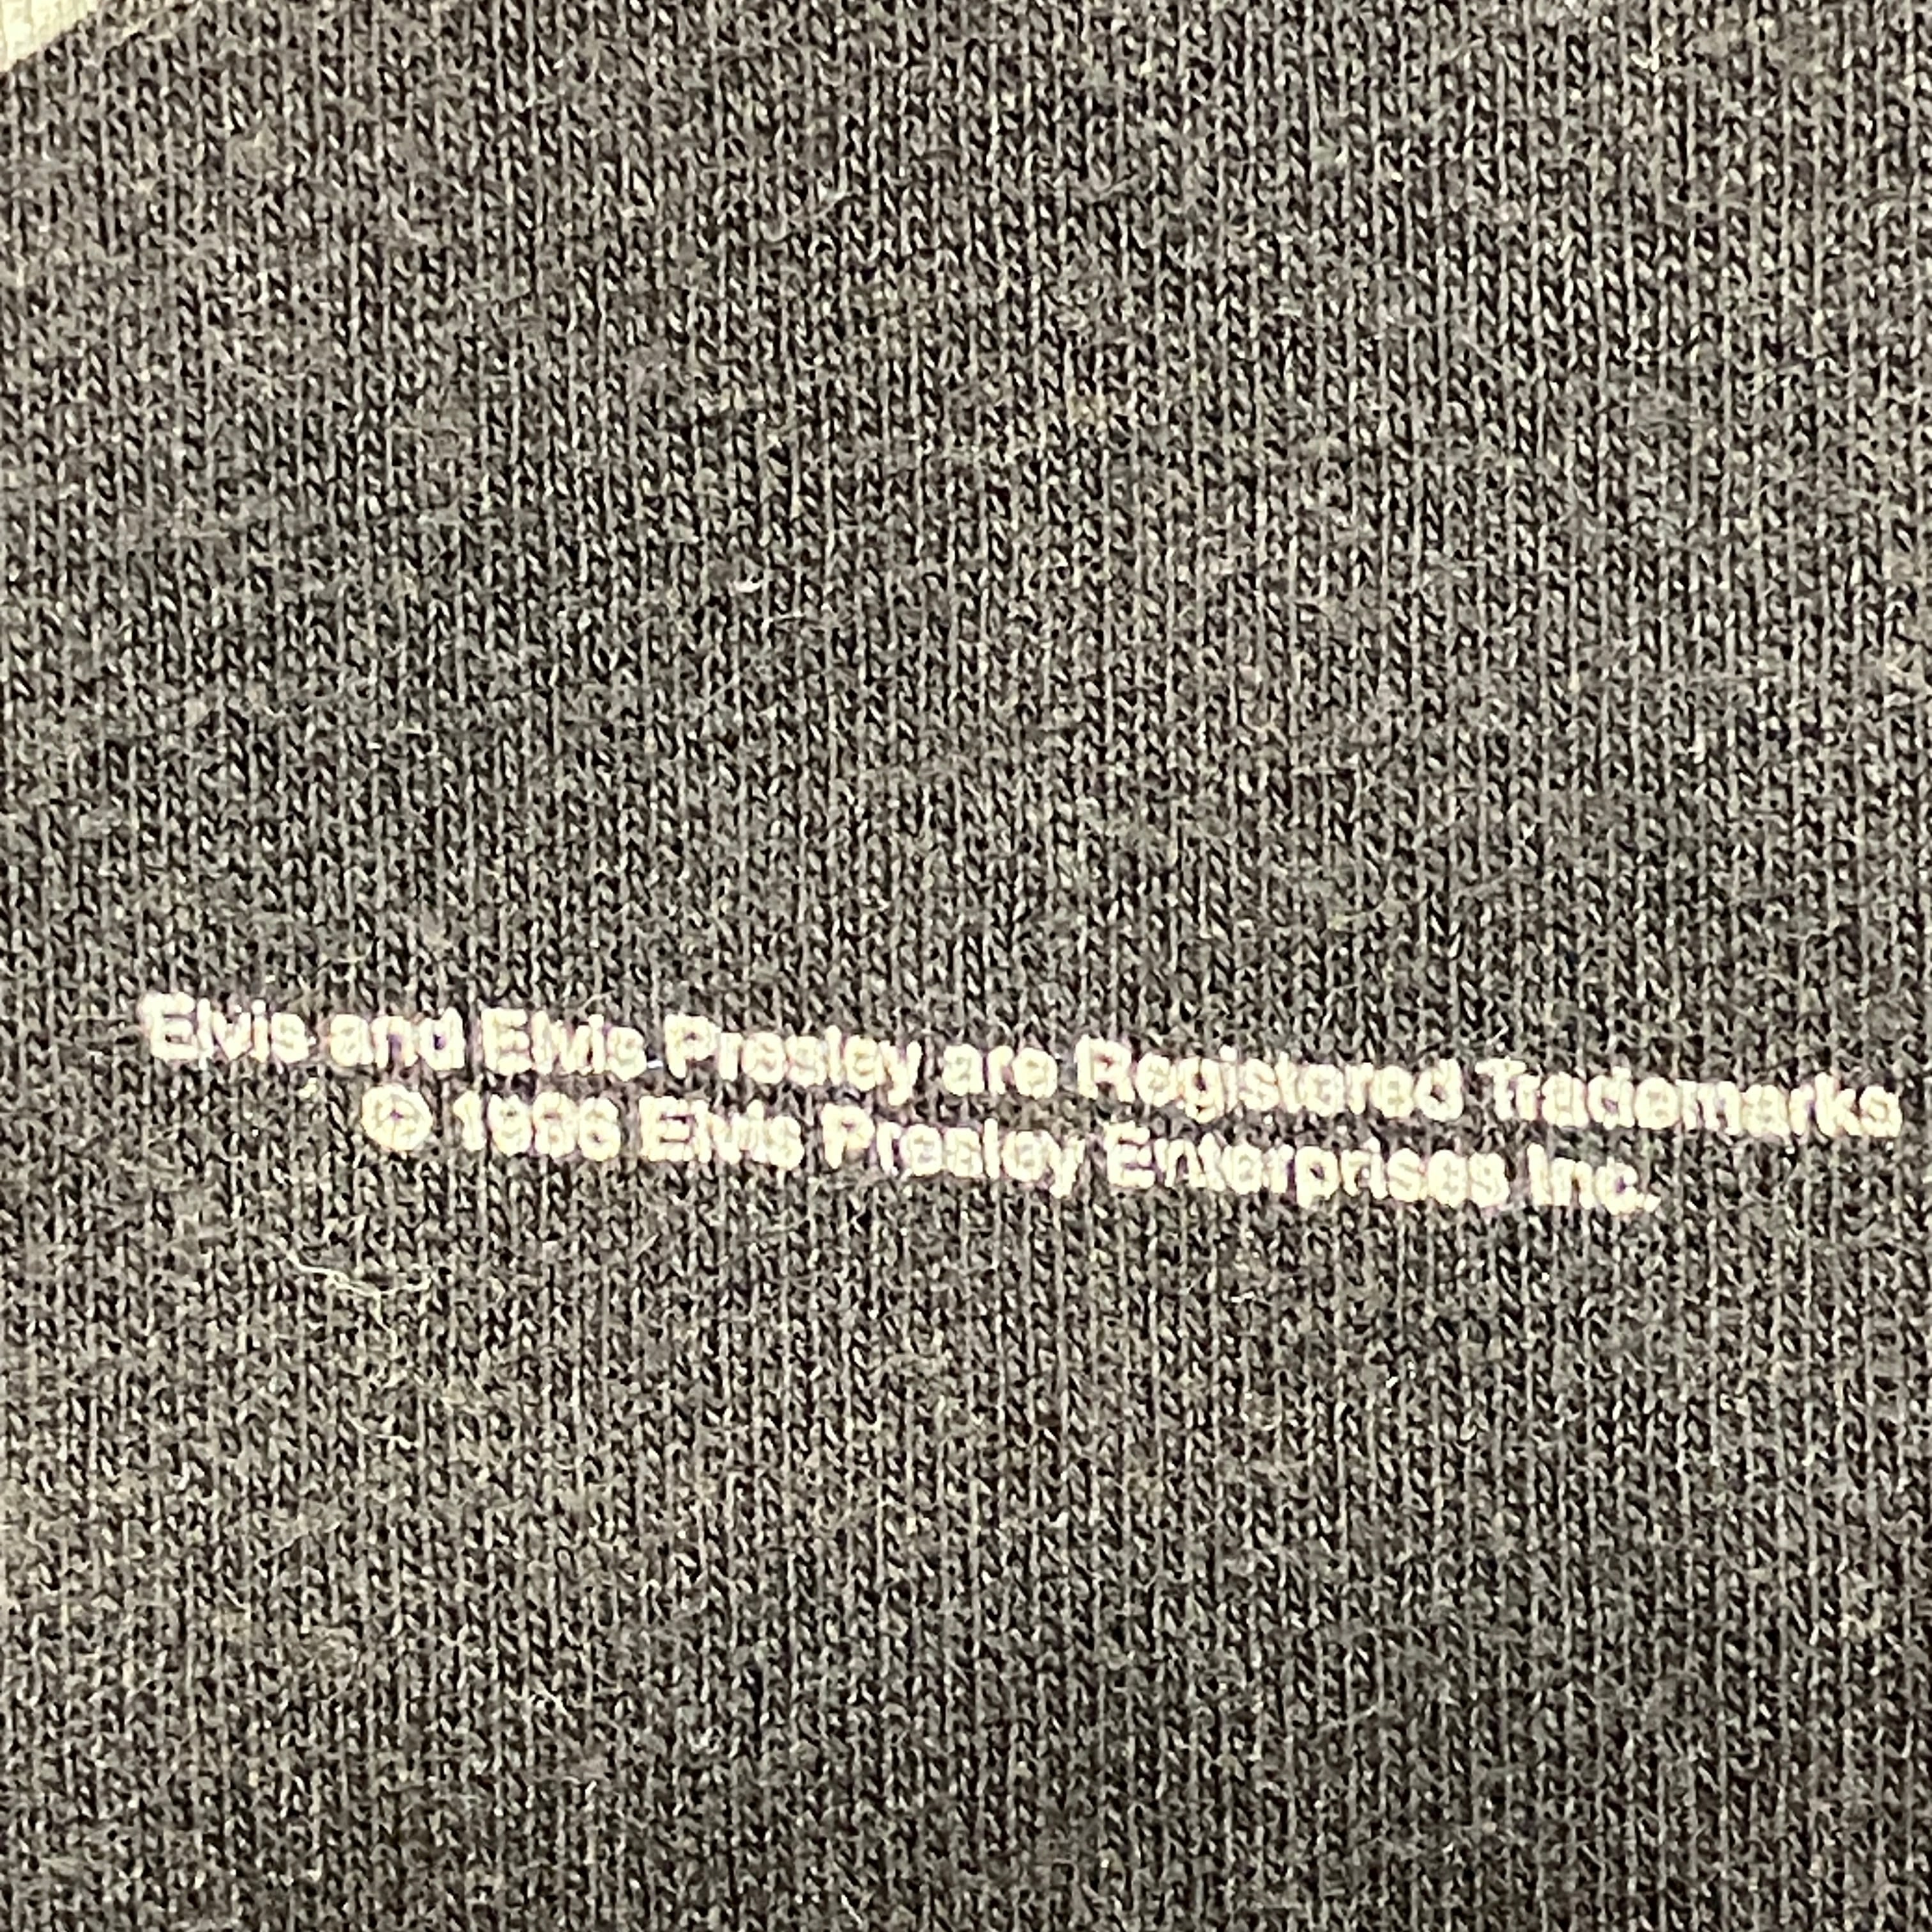 Elvis and Elvis Presley are Registered Trademarks
© Elvis Presley Enterprises Inc.